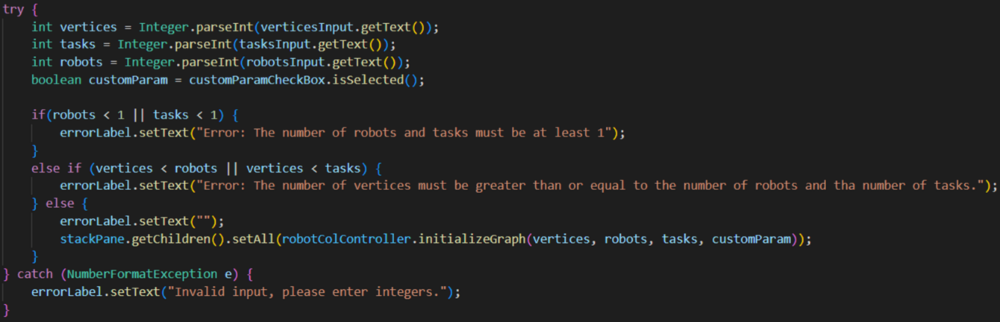 try {
    int vertices = Integer.parseInt(verticesInput.getText());
    int tasks = Integer.parseInt(tasksInput.getText());
    int robots = Integer.parseInt(robotsInput.getText());
    boolean customParam = customParamCheckBox.isSelected();

    if(robots < 1 || tasks < 1) {
        errorLabel.setText("Error: The number of robots and tasks must be at least 1");
    }
    else if (vertices < robots || vertices < tasks) {
        errorLabel.setText("Error: The number of vertices must be greater than or equal to the number of robots and tha number of tasks.");
    } else {
        errorLabel.setText("");
        stackPane.getChildren().setAll(robotColController.initializeGraph(vertices, robots, tasks, customParam));
    }
} catch (NumberFormatException e) {
    errorLabel.setText("Invalid input, please enter integers.");
}